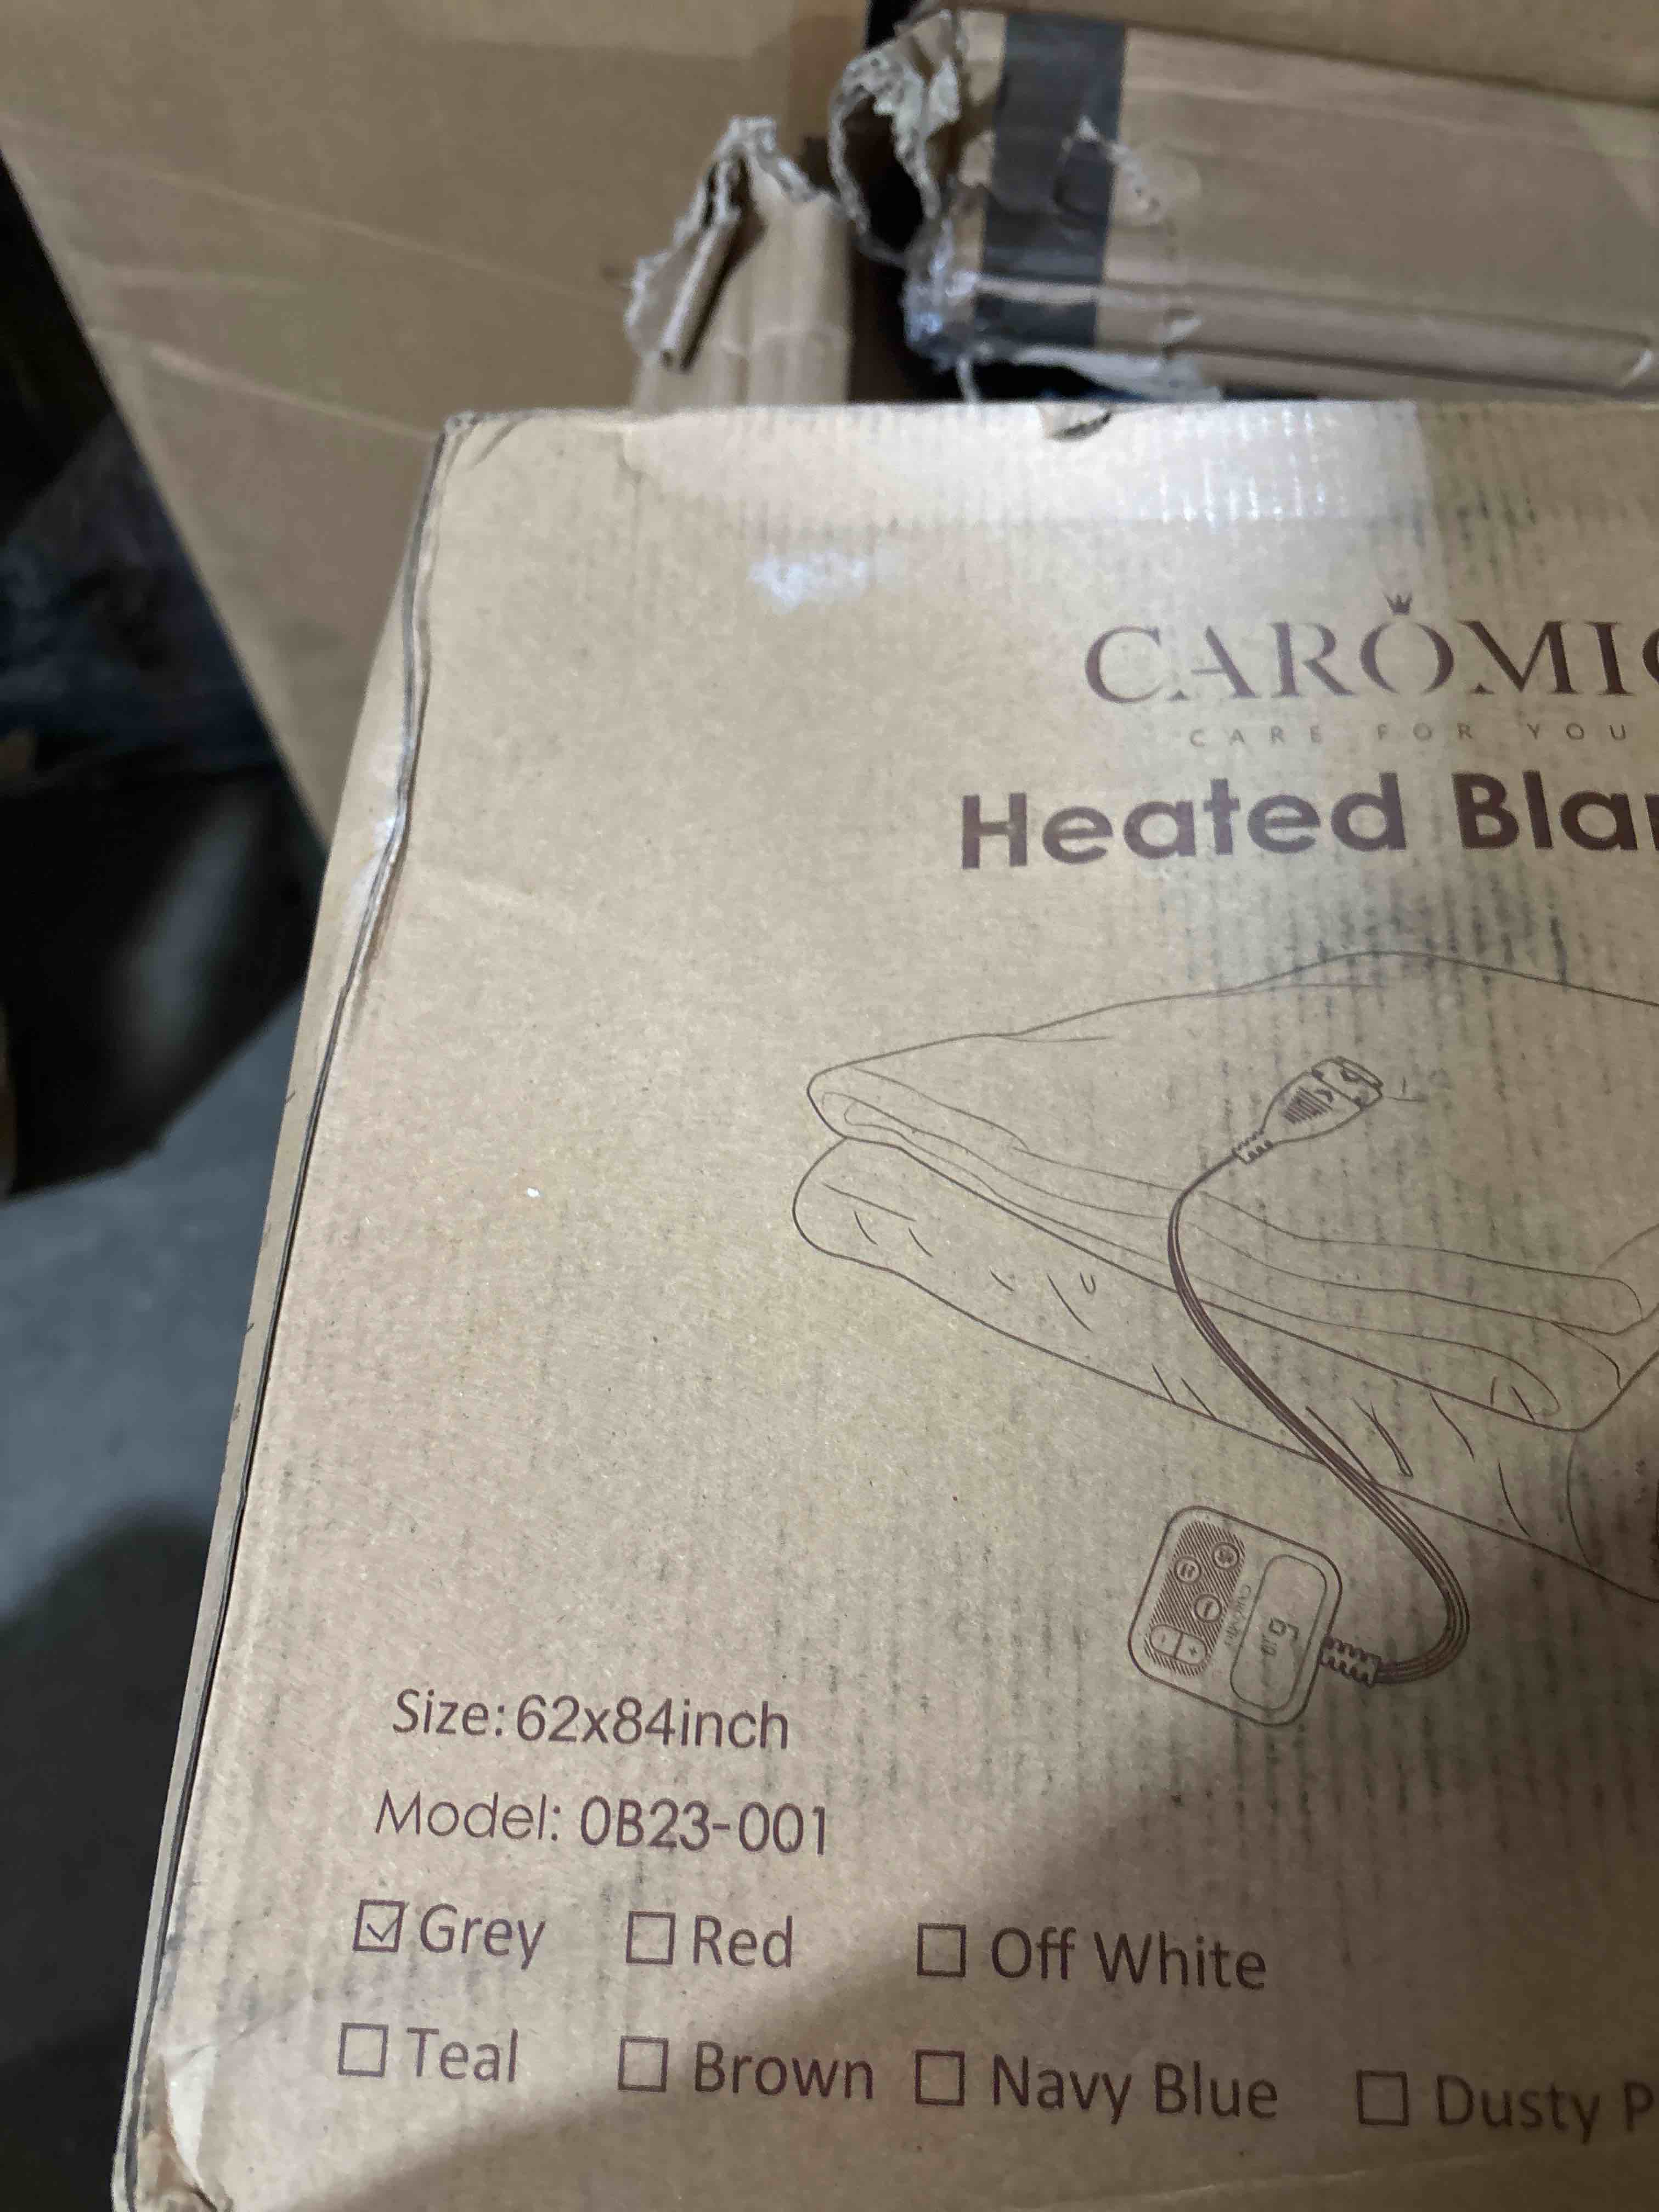 CAROMI
CARE FOR YOU
Heated Bla
Size: 62x84inch
Model: 0B23-001
Grey Red Off White
Teal Brown Navy Blue Dusty P